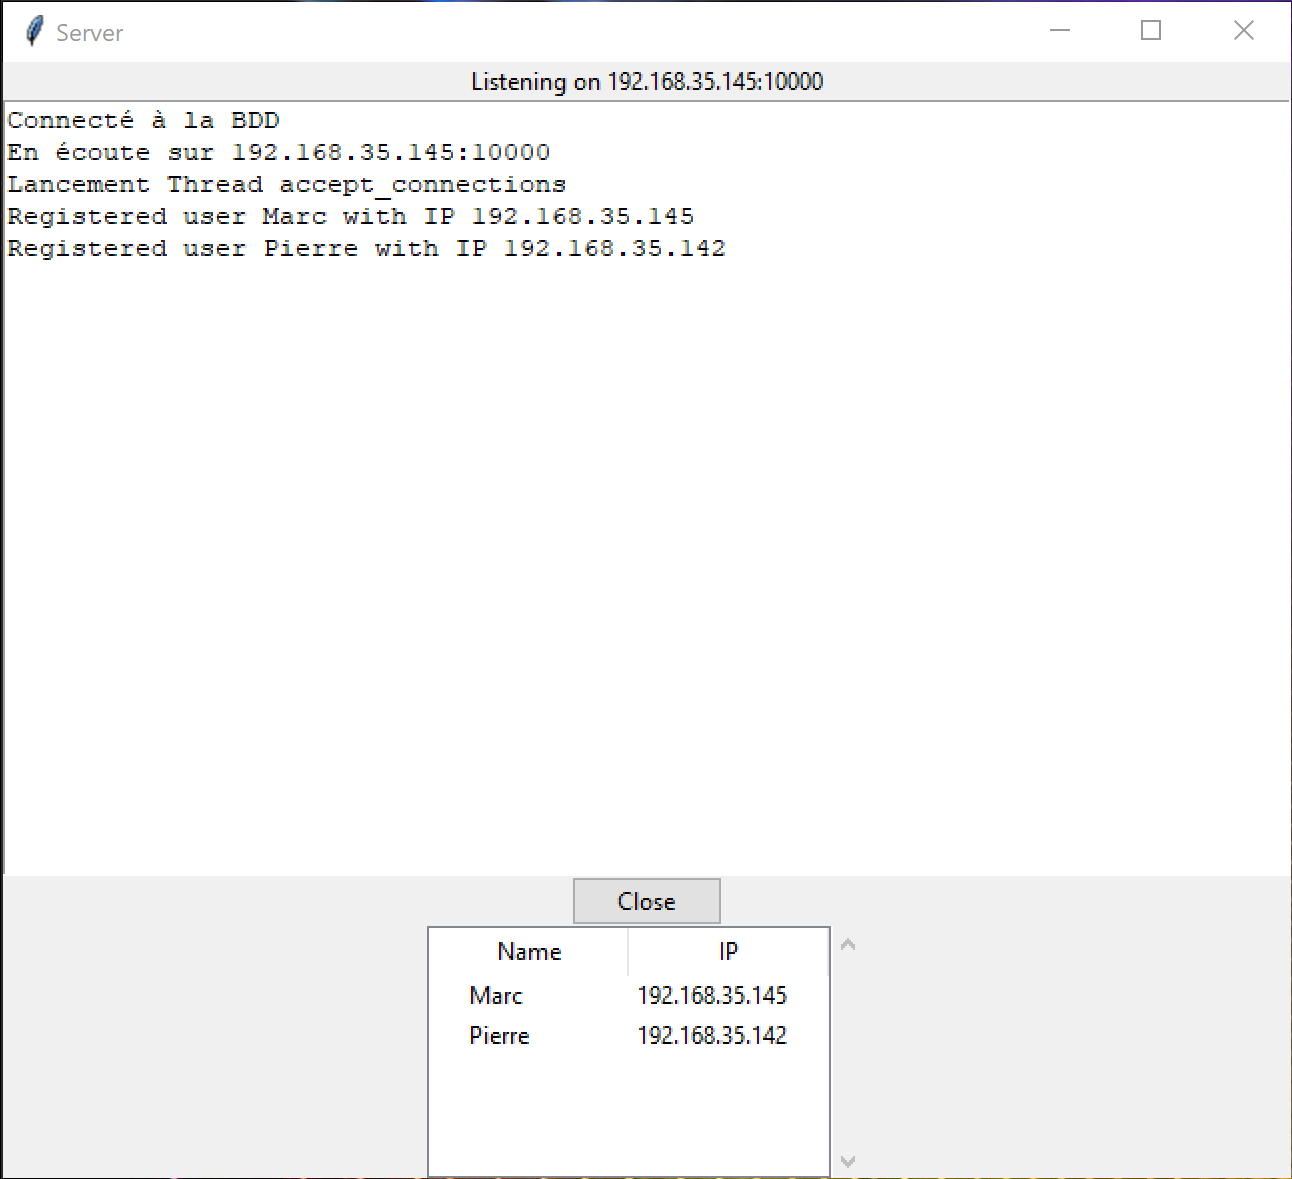 Server
Listening on 192.168.35.145:10000
Connecté à la BDD
En écoute sur 192.168.35.145:10000
Lancement Thread accept_connections
Registered user Marc with IP 192.168.35.145
Registered user Pierre with IP 192.168.35.142
Close
Name IP
Marc 192.168.35.145
Pierre 192.168.35.142